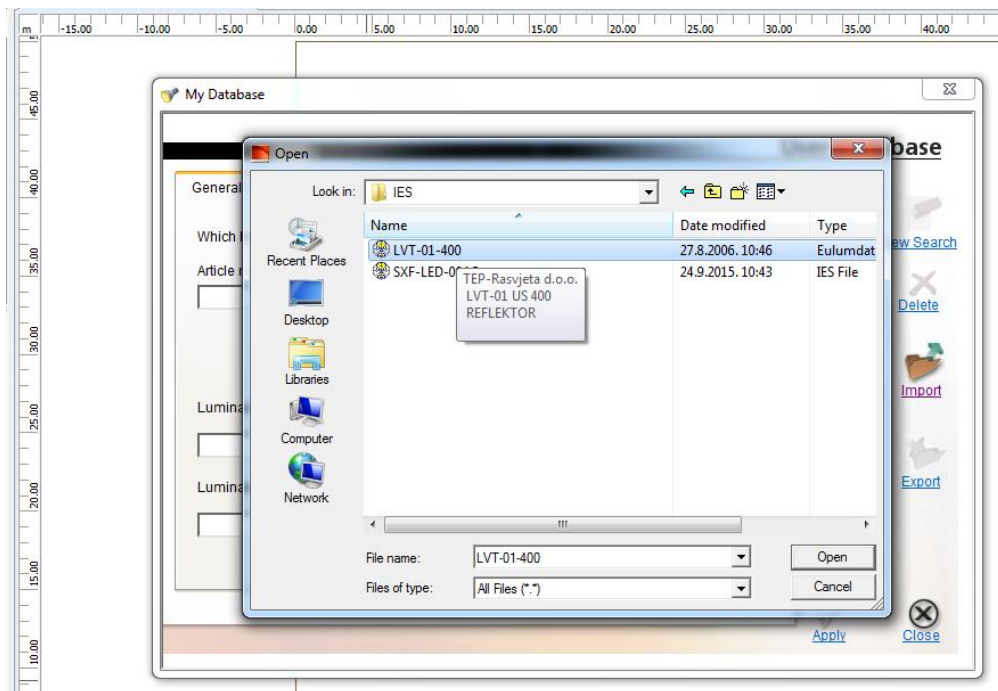 m -15.00 -10.00 -5.00 0.00 5.00 10.00 15.00 20.00 25.00 30.00 35.00 40.00
45.00
40.00
35.00
30.00
25.00
20.00
15.00
10.00
My Database
base
Open
General
Look in: IES
Which
Article
Lumina
Lumina
Recent Places
Desktop
Libraries
Computer
Network
Name Date modified Type
LVT-01-400 27.8.2006. 10:46 Eulumdat
SXF-LED-0 24.9.2015. 10:43 IES File
TEP-Rasvjeta d.o.o.
LVT-01 US 400
REFLEKTOR
File name: LVT-01-400 Open
Files of type: All Files (*.*) Cancel
ew Search
Delete
Import
Export
Apply Close